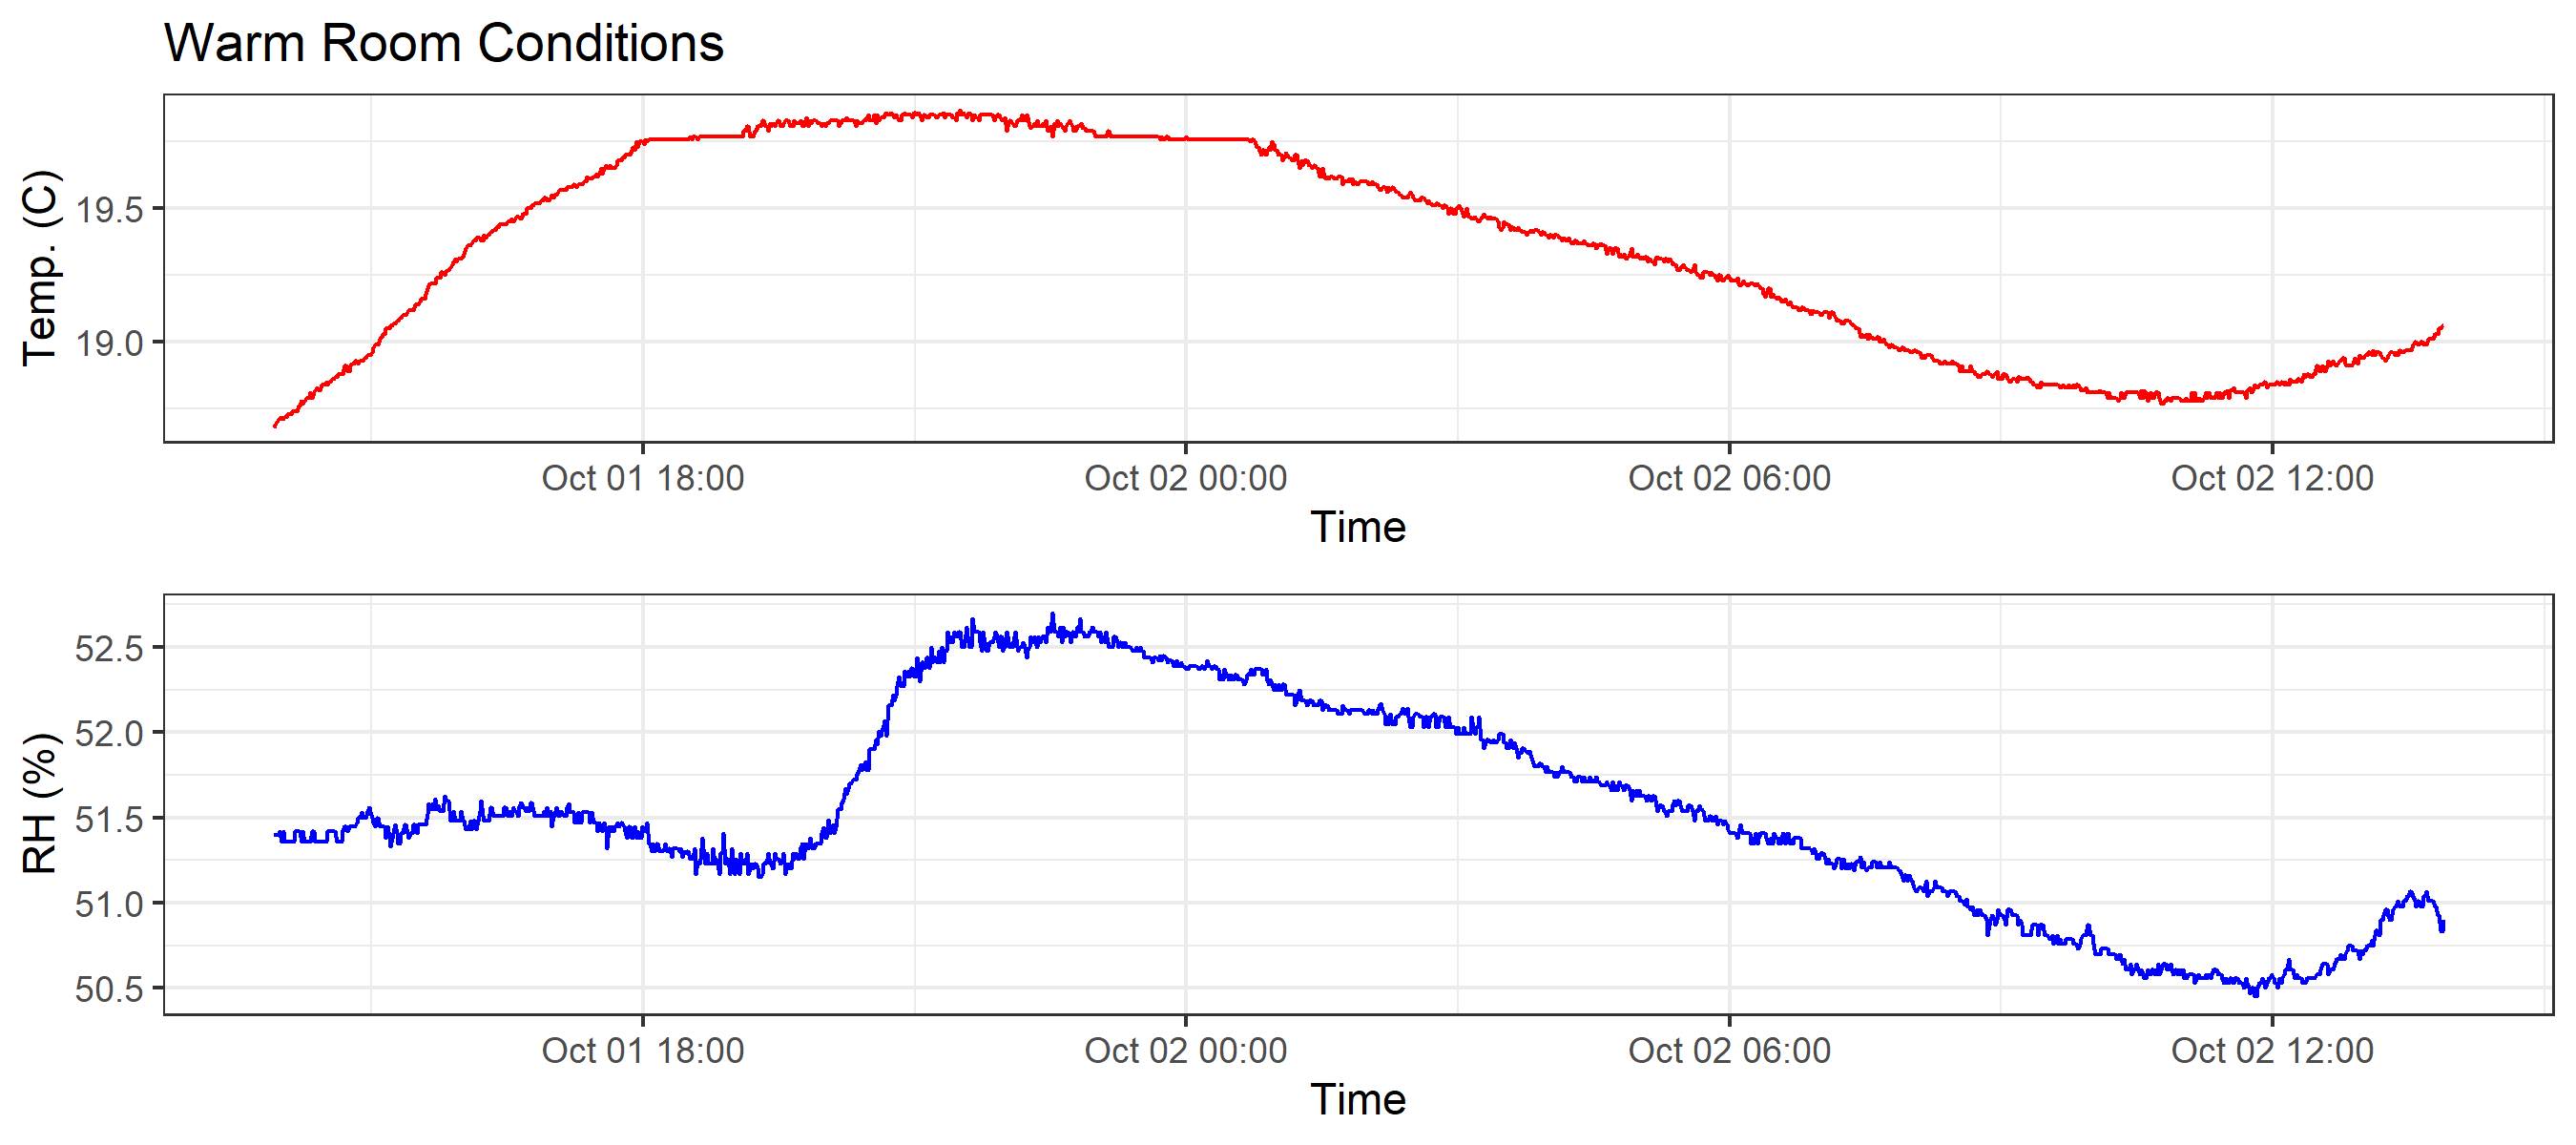 Warm Room Conditions
Temp. (C)
19.5
19.0
Oct 01 18:00 Oct 02 00:00 Oct 02 06:00 Oct 02 12:00
Time
RH (%)
52.5
52.0
51.5
51.0
50.5
Oct 01 18:00 Oct 02 00:00 Oct 02 06:00 Oct 02 12:00
Time